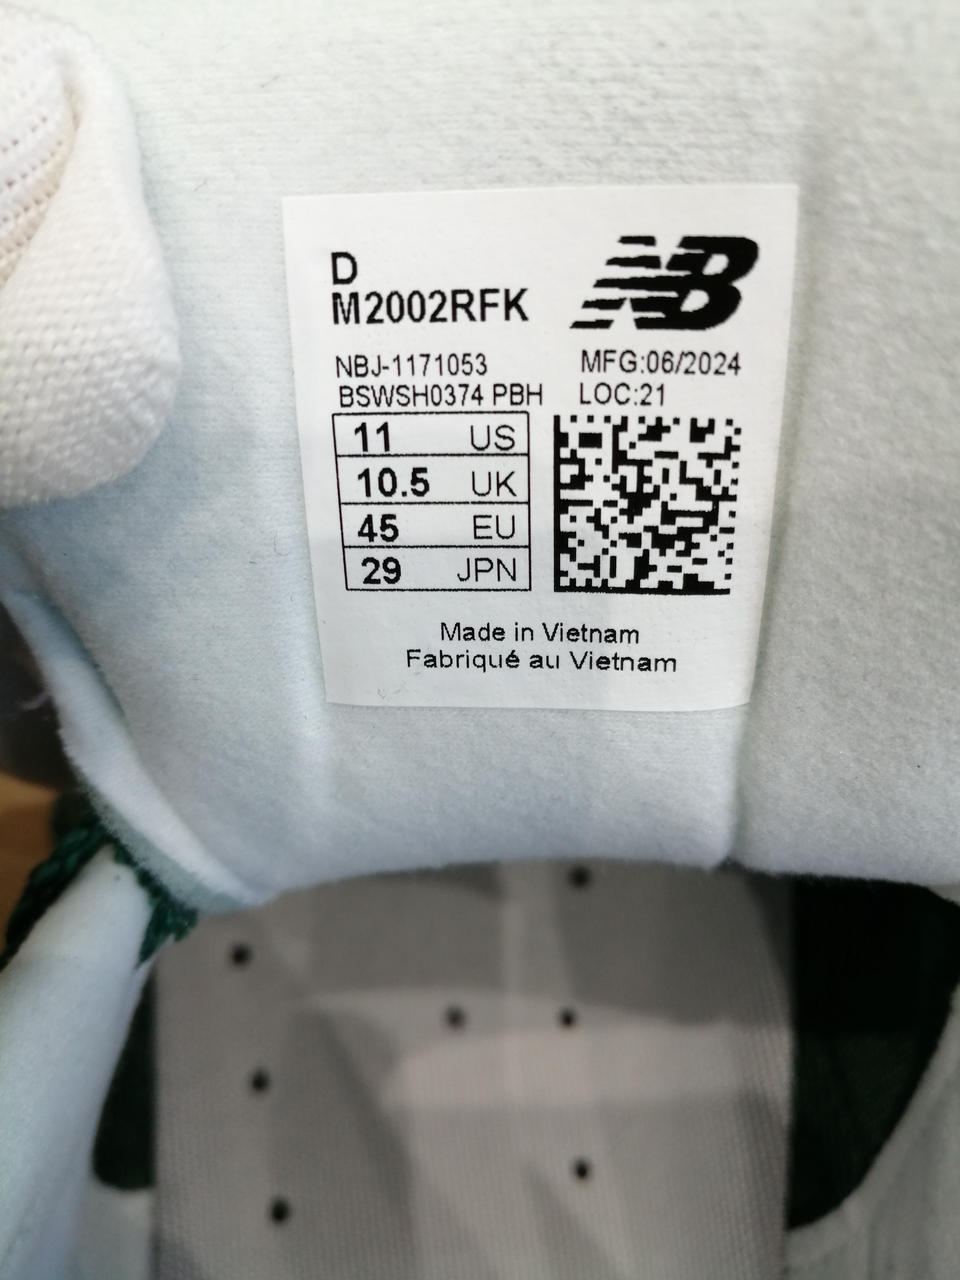 D
M2002RFK
NB
NBJ-1171053 MFG:06/2024
BSWSH0374 PBH LOC:21
11 US
10.5 UK
45 EU
29 JPN
Made in Vietnam
Fabriqué au Vietnam